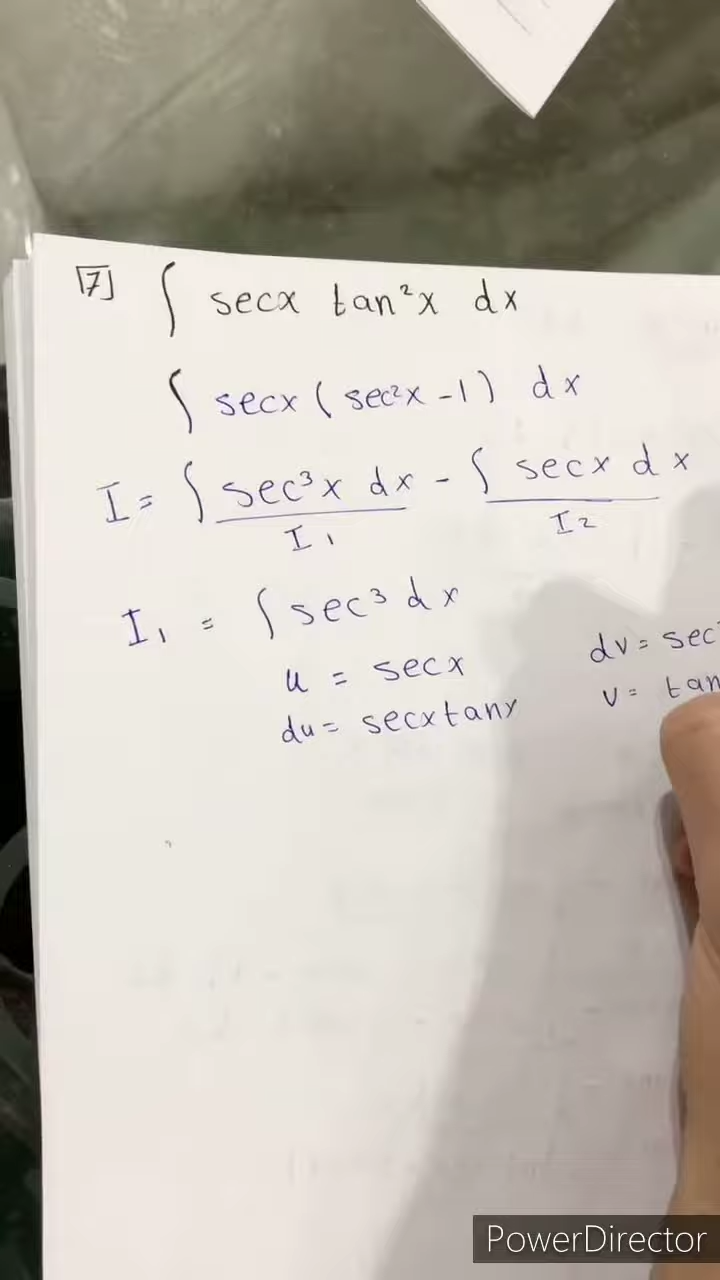 [7] ∫ secx tan²x dx
∫ secx ( sec²x - 1) dx
I = ∫ sec³x dx - ∫ secx dx
I₁ I₂
I₁ = ∫ sec³ dx
u = secx dv = sec
du = secxtanx v = tan
PowerDirector